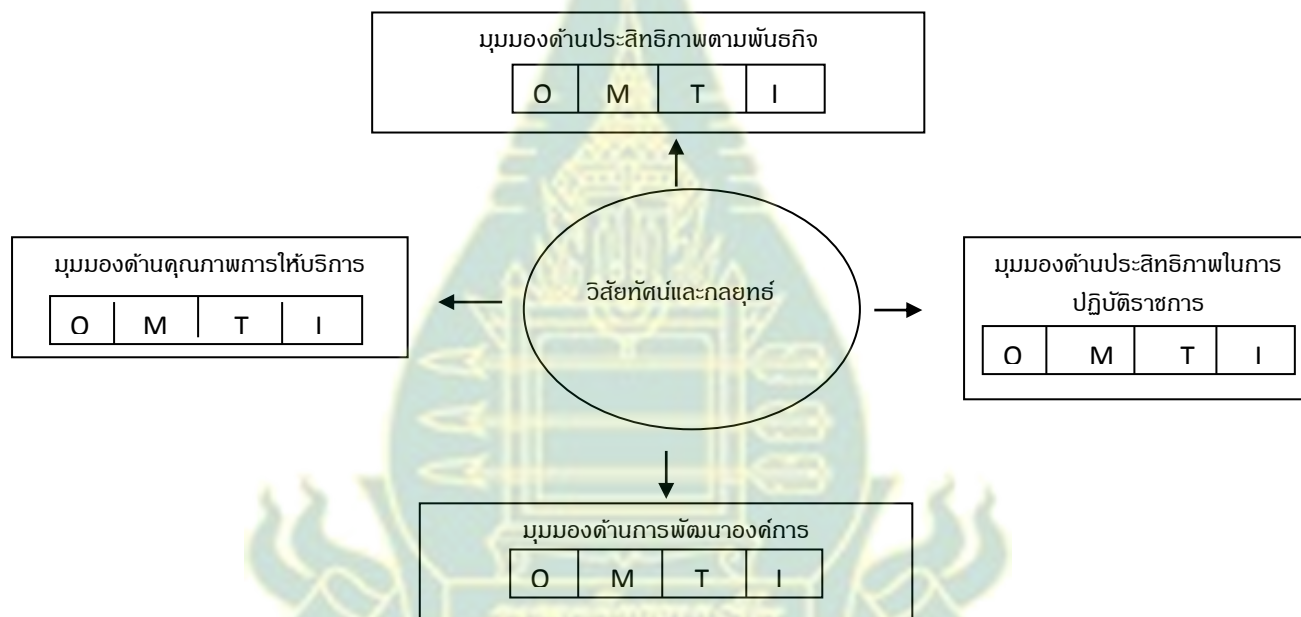 มุมมองด้านประสิทธิภาพตามพันธกิจ
O M T I
มุมมองด้านคุณภาพการให้บริการ
O M T I
วิสัยทัศน์และกลยุทธ์
มุมมองด้านประสิทธิภาพในการ
ปฏิบัติราชการ
O M T I
มุมมองด้านการพัฒนาองค์การ
O M T I